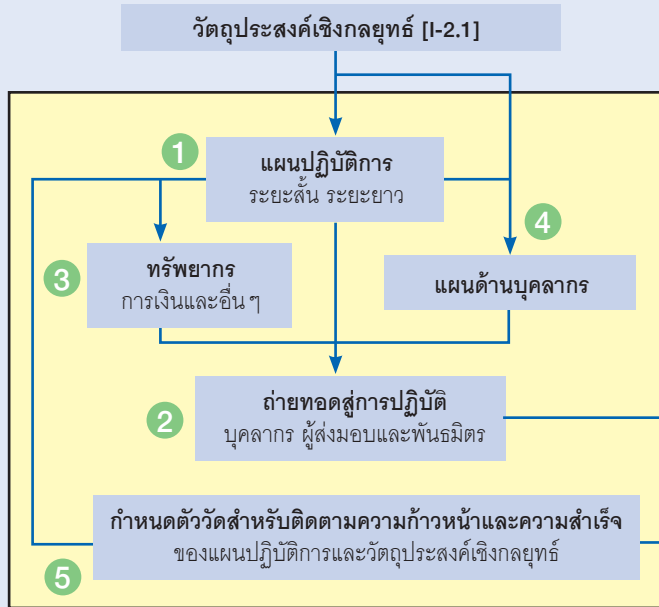 วัตถุประสงค์เชิงกลยุทธ์ [I-2.1]
1
แผนปฏิบัติการ
ระยะสั้น ระยะยาว
4
3
ทรัพยากร
การเงินและอื่นๆ
แผนด้านบุคลากร
2
ถ่ายทอดสู่การปฏิบัติ
บุคลากร ผู้ส่งมอบและพันธมิตร
กำหนดตัววัดสำหรับติดตามความก้าวหน้าและความสำเร็จ
ของแผนปฏิบัติการและวัตถุประสงค์เชิงกลยุทธ์
5